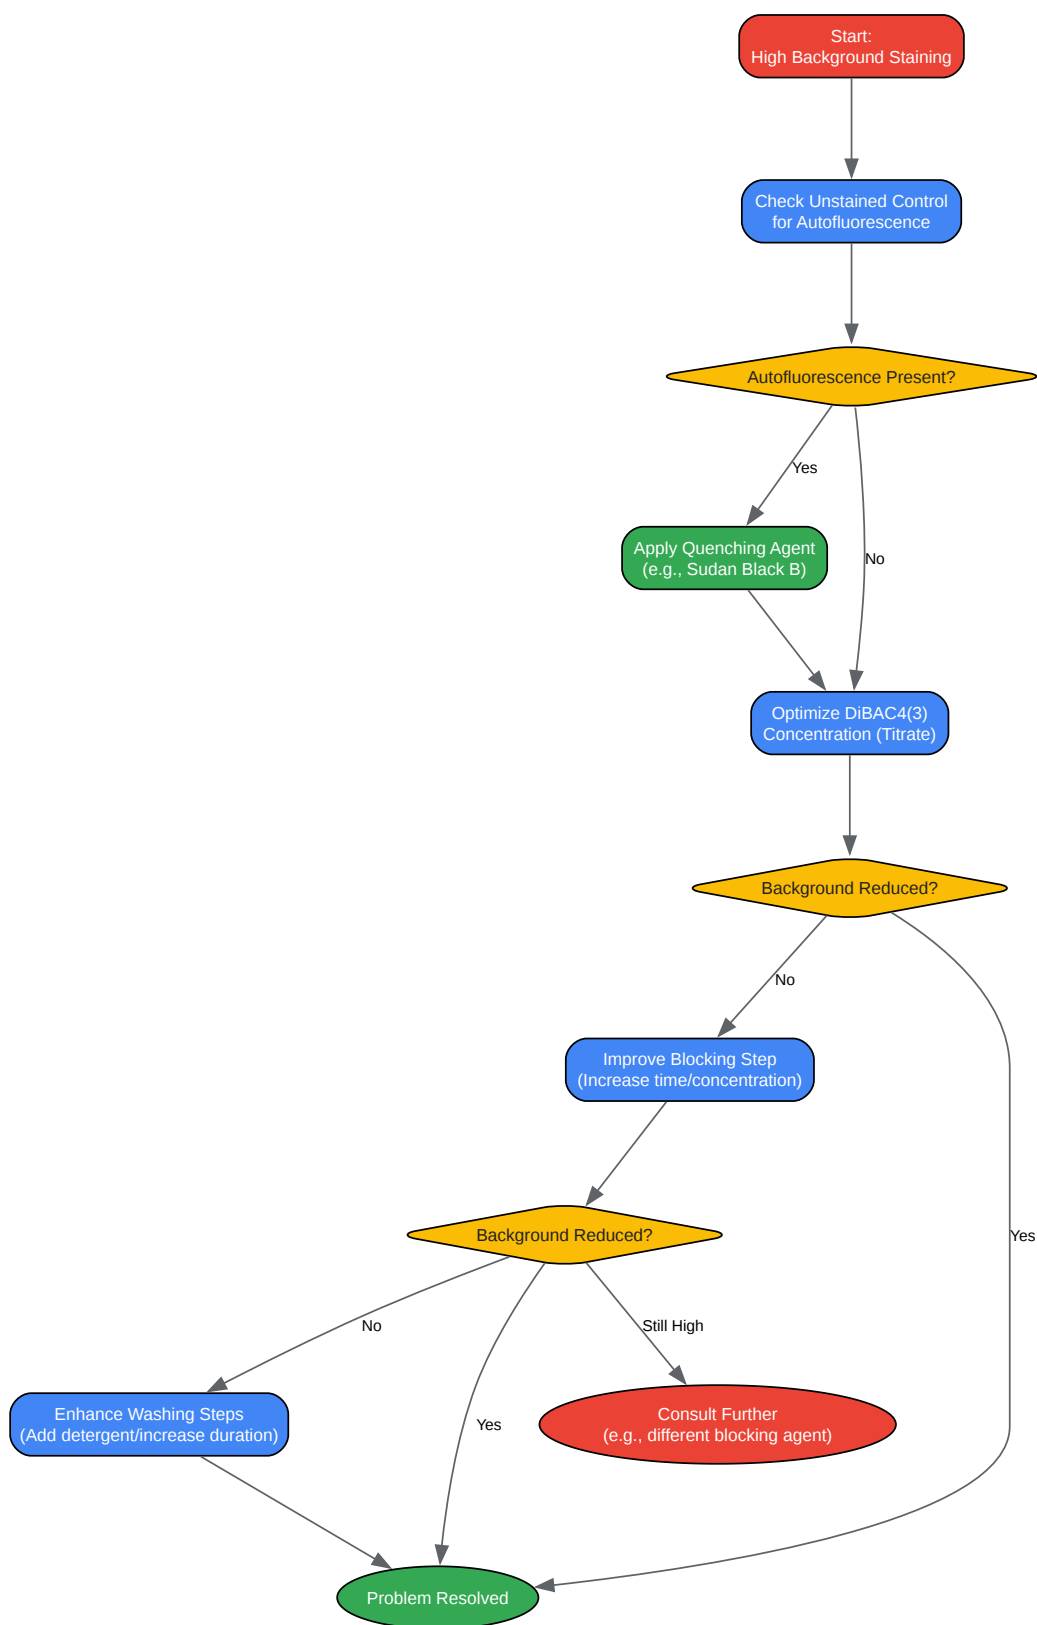 Start:
High Background Staining
Check Unstained Control
for Autofluorescence
Autofluorescence Present?
Yes
Apply Quenching Agent
(e.g., Sudan Black B)
No
Optimize DiBAC4(3)
Concentration (Titrate)
Background Reduced?
No
Improve Blocking Step
(Increase time/concentration)
Background Reduced?
Yes
No
Still High
Enhance Washing Steps
(Add detergent/increase duration)
Yes
Consult Further
(e.g., different blocking agent)
Problem Resolved